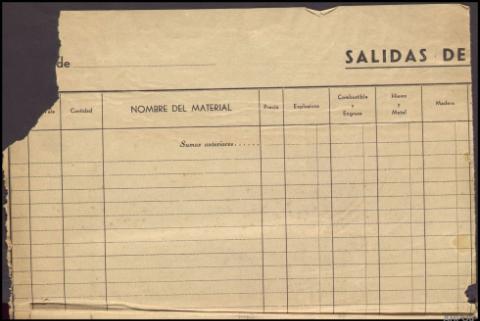 de
SALIDAS DE
Cantidad
NOMBRE DEL MATERIAL
Precio
Explosivos
Combustible
y
Engrase
Hierro
y
Metal
Madera
Sumas anteriores......